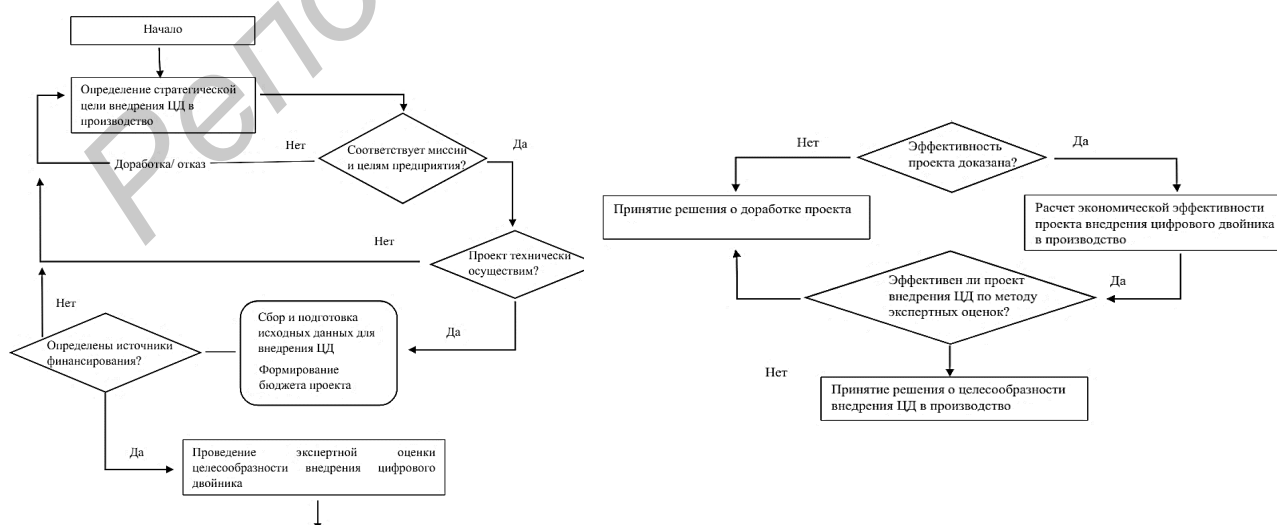 Начало
Определение стратегической
цели внедрения ЦД в
производство
Нет
Соответствует миссии
и целям предприятия?
Да
Доработка/ отказ
Нет
Проект технически
осуществим?
Нет
Сбор и подготовка
исходных данных для
внедрения ЦД
Формирование
бюджета проекта
Да
Определены источники
финансирования?
Да
Проведение экспертной оценки
целесообразности внедрения цифрового
двойника
Нет
Эффективность
проекта доказана?
Да
Принятие решения о доработке проекта
Расчет экономической эффективности
проекта внедрения цифрового двойника
в производство
Эффективен ли проект
внедрения ЦД по методу
экспертных оценок?
Да
Нет
Принятие решения о целесообразности
внедрения ЦД в производство
Репо